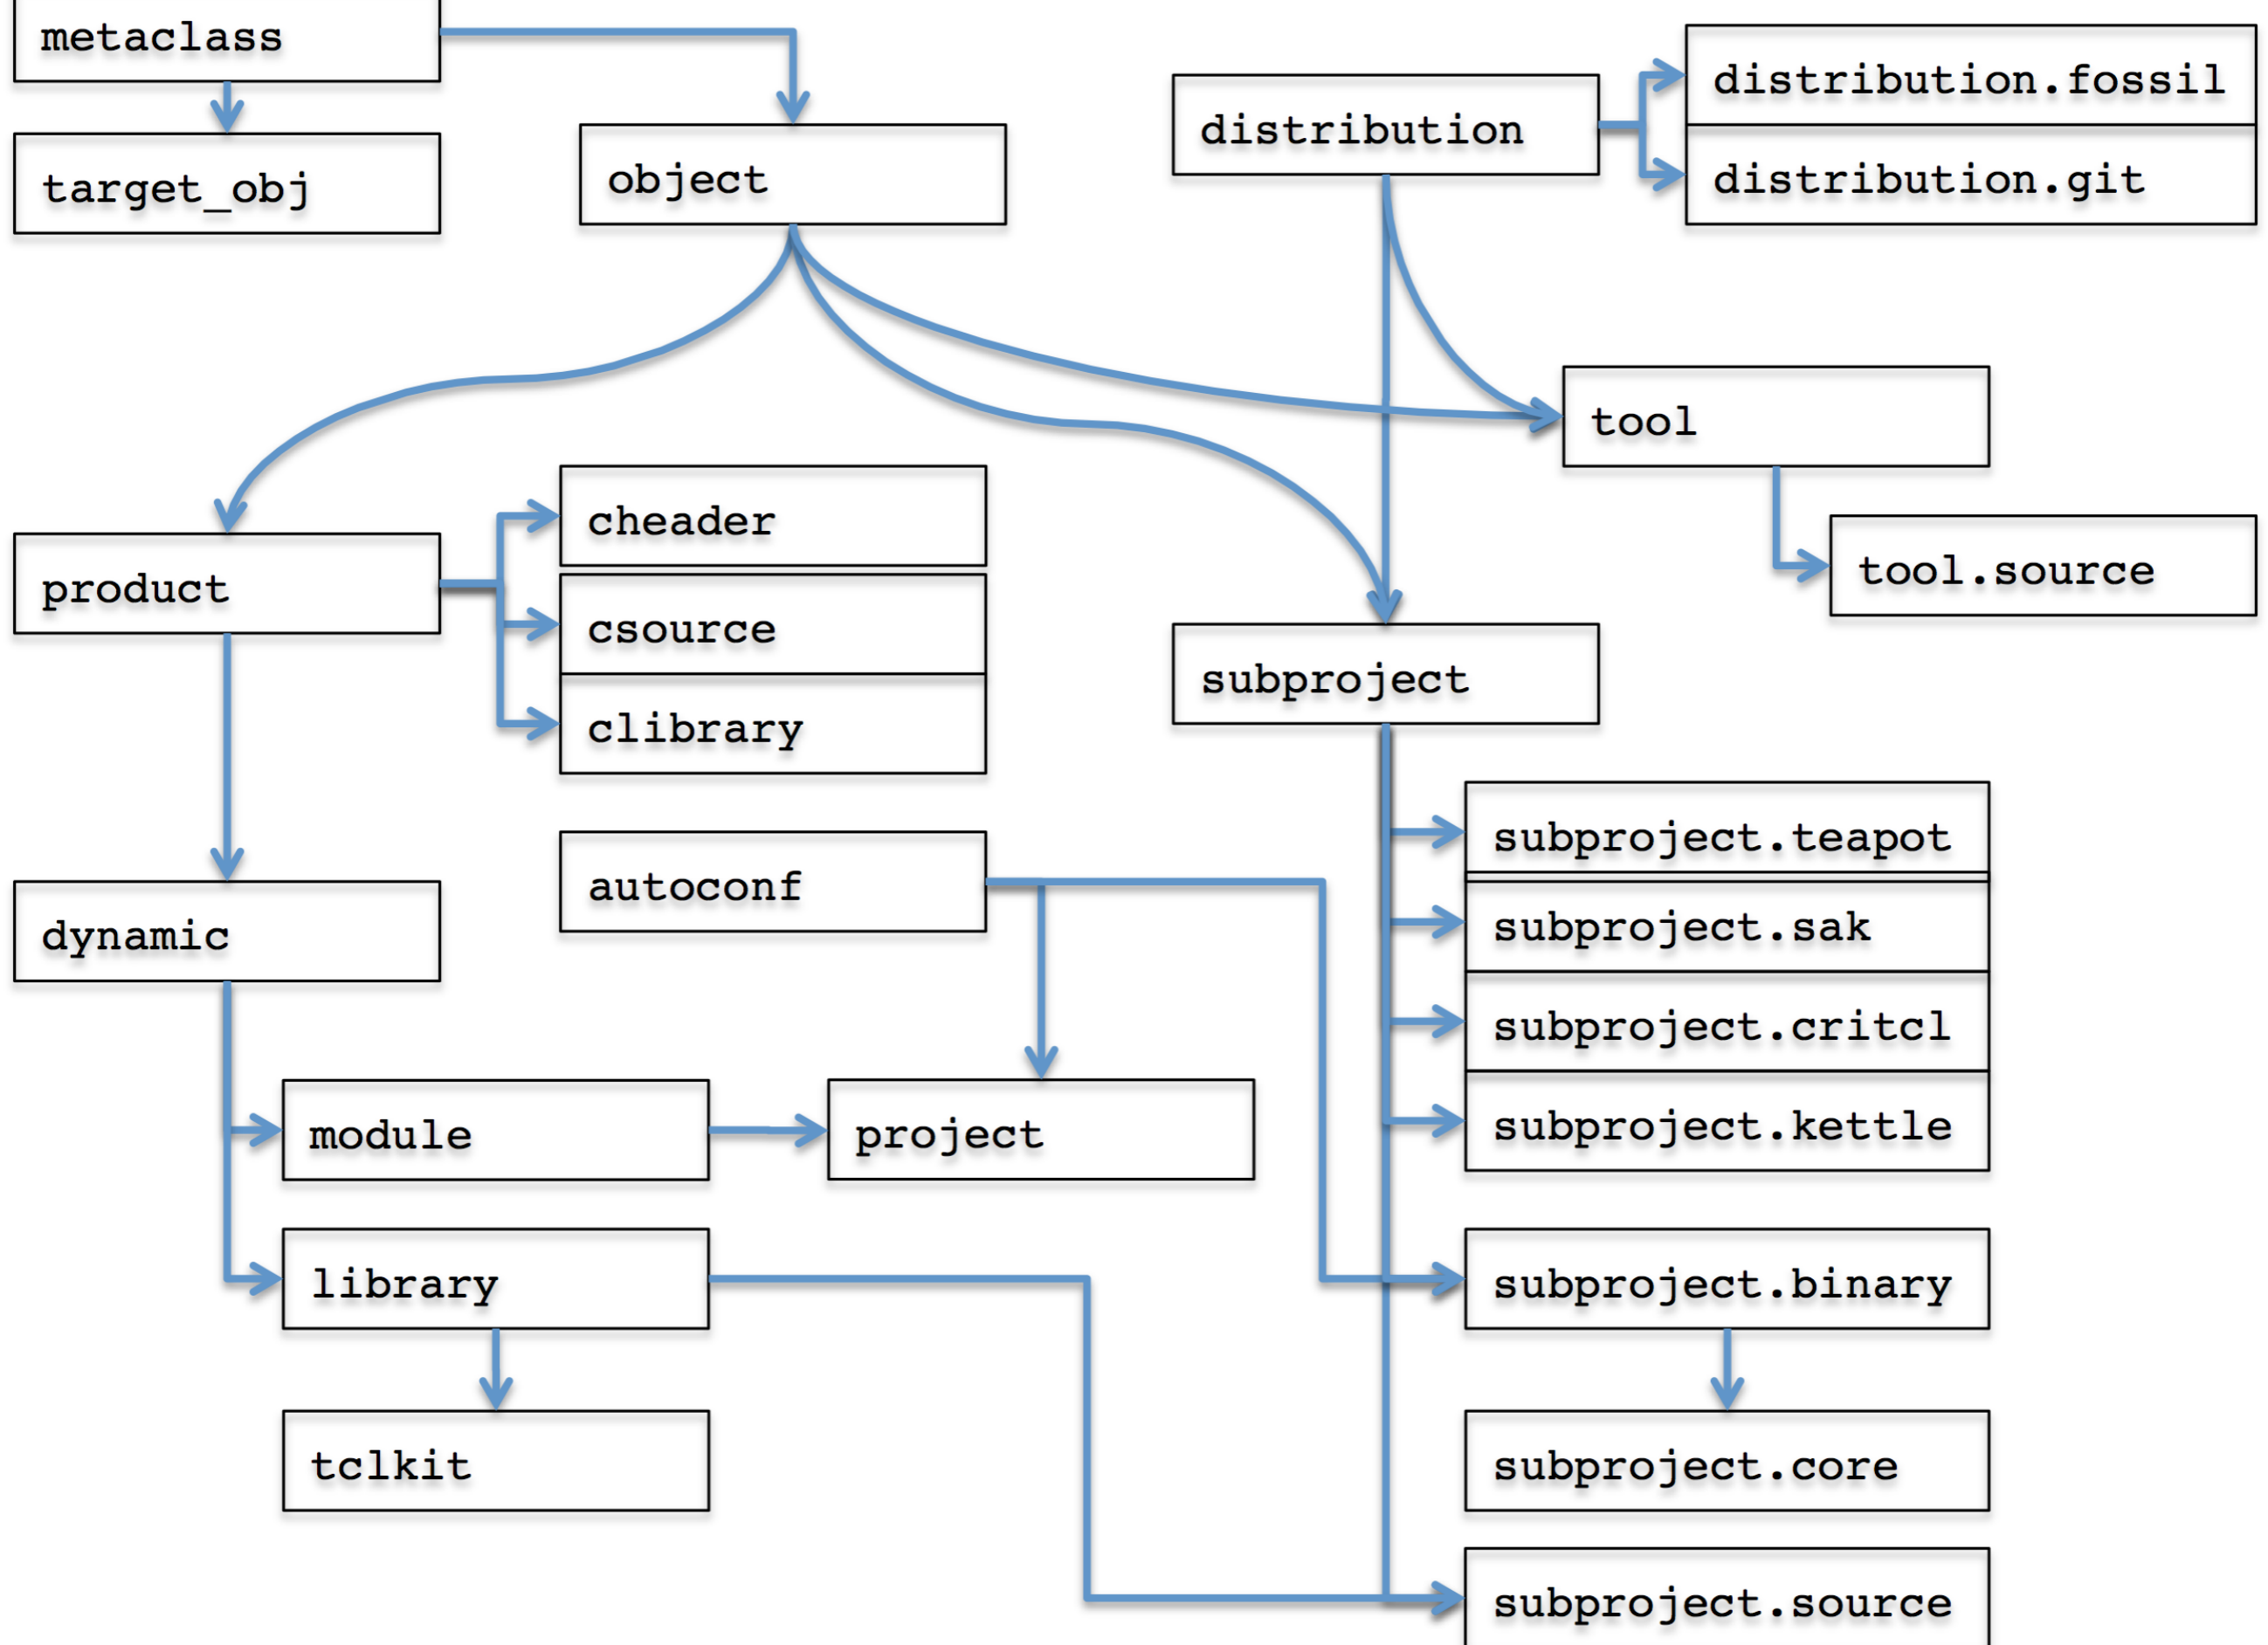 metaclass
target_obj
object
distribution
distribution.fossil
distribution.git
tool
tool.source
product
cheader
csource
clibrary
subproject
autoconf
dynamic
subproject.teapot
subproject.sak
subproject.critcl
subproject.kettle
module
project
library
subproject.binary
tclkit
subproject.core
subproject.source